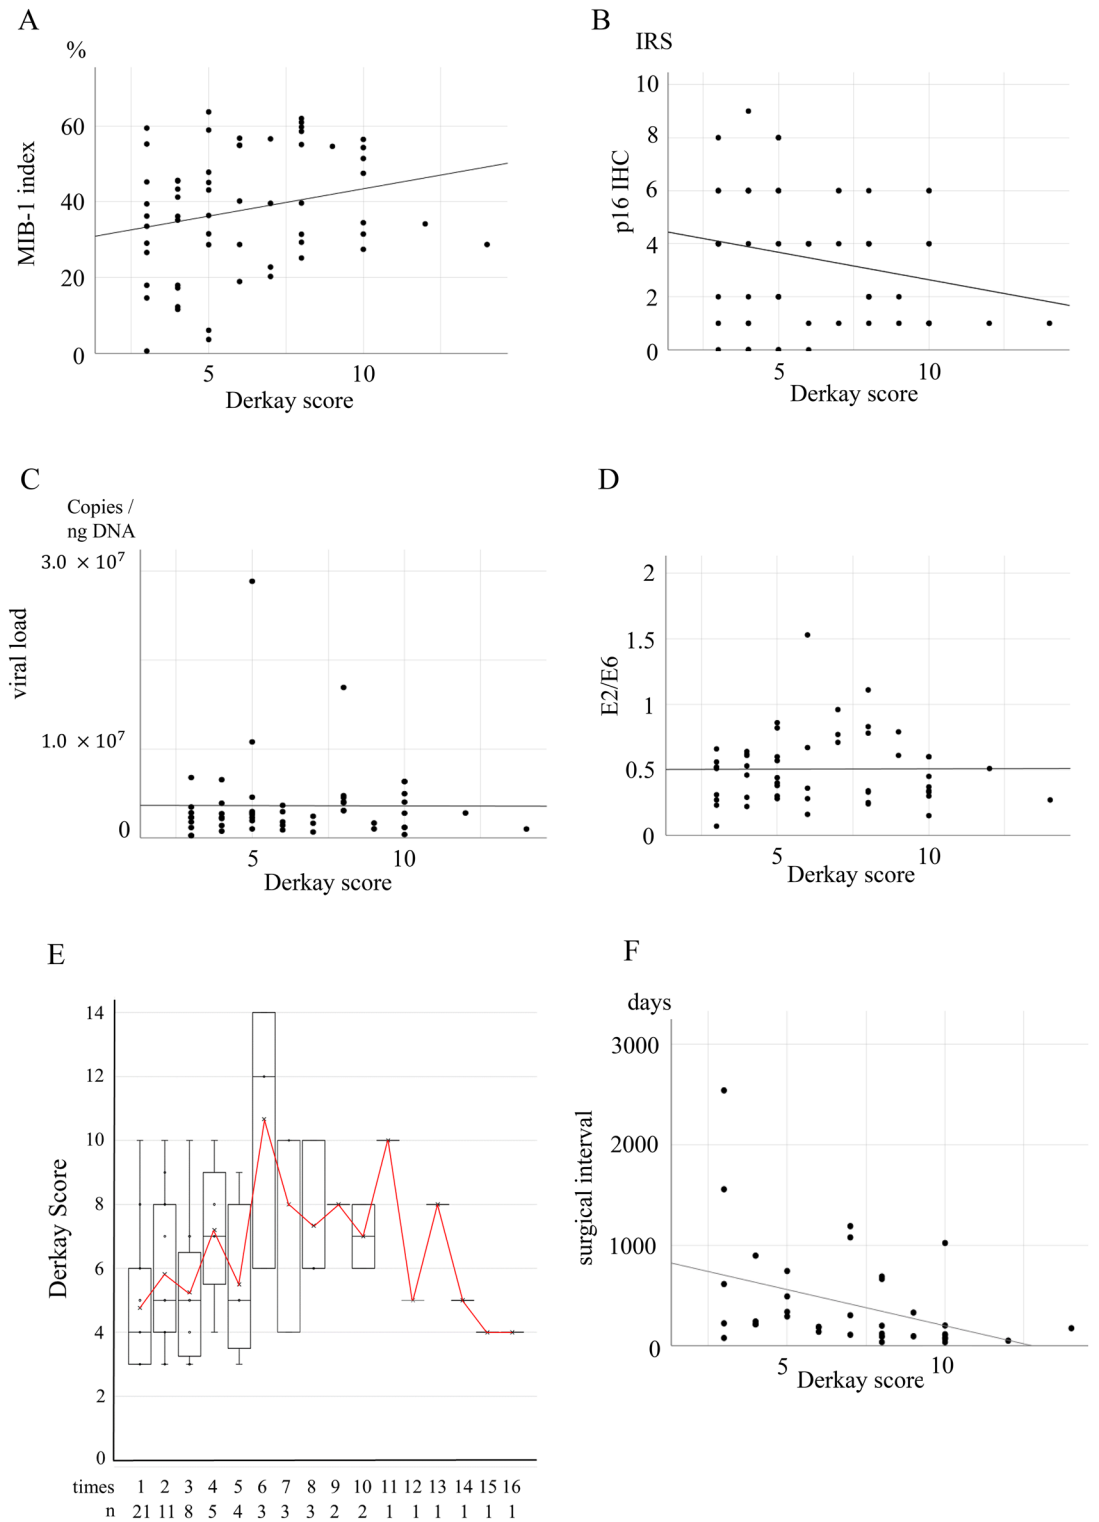 A
%
60
40
20
0
MIB-1 index
5 10
Derkay score
B
IRS
10
8
6
4
2
0
p16 IHC
5 10
Derkay score
C
Copies /
ng DNA
3.0 × 10⁷
1.0 × 10⁷
0
viral load
5 10
Derkay score
D
2
1.5
1
0.5
0
E2/E6
5 10
Derkay score
E
14
12
10
8
6
4
2
0
Derkay Score
times 1 2 3 4 5 6 7 8 9 10 11 12 13 14 15 16
n 21 11 8 5 4 3 3 3 2 2 1 1 1 1 1 1
F
days
3000
2000
1000
0
surgical interval
5 10
Derkay score